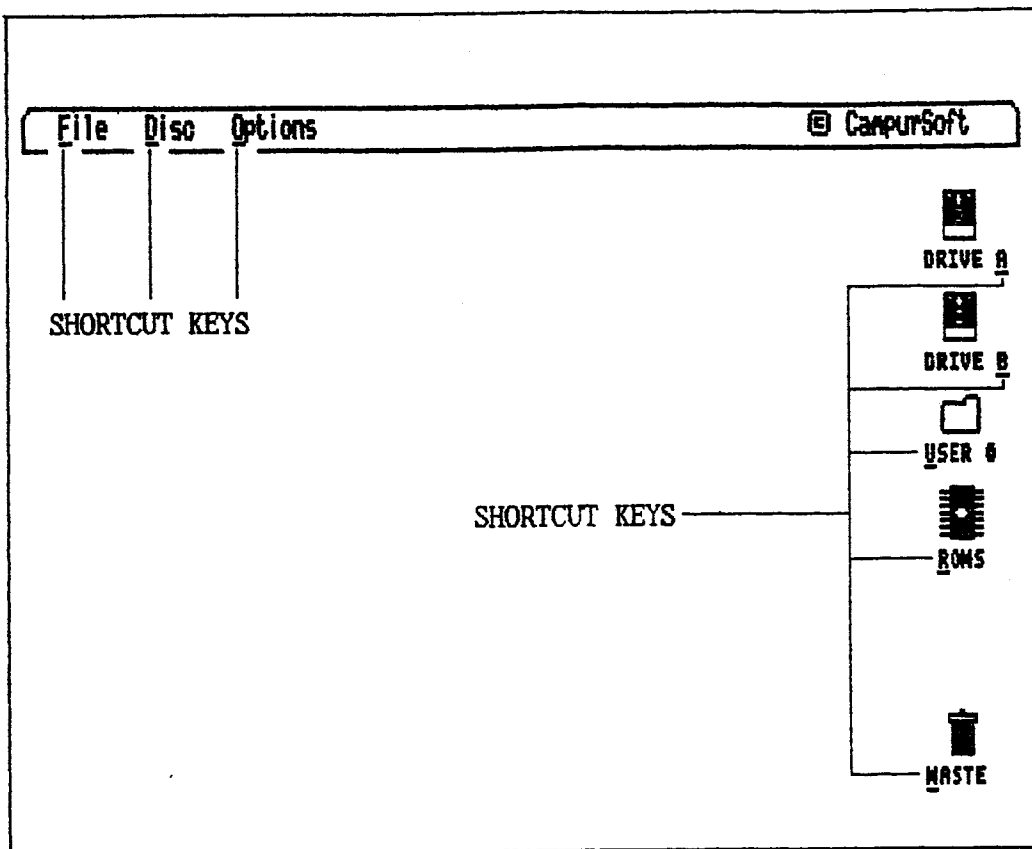 File Disc Options © CampurSoft
DRIVE A
SHORTCUT KEYS
DRIVE B
USER 0
SHORTCUT KEYS
ROMS
WASTE